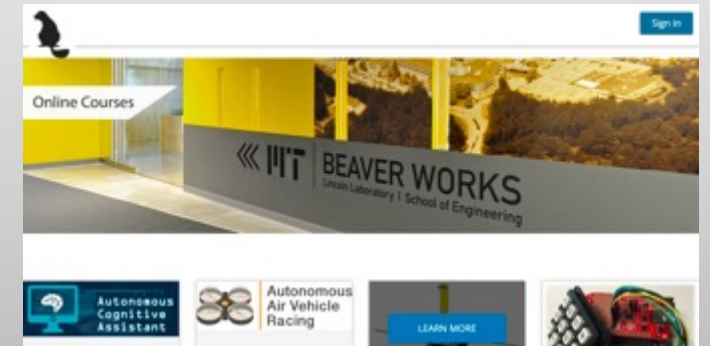 Sign in
Online Courses
MIT
BEAVER WORKS
Lincoln Laboratory | School of Engineering
Autonomous
Cognitive
Assistant
Autonomous
Air Vehicle
Racing
LEARN MORE